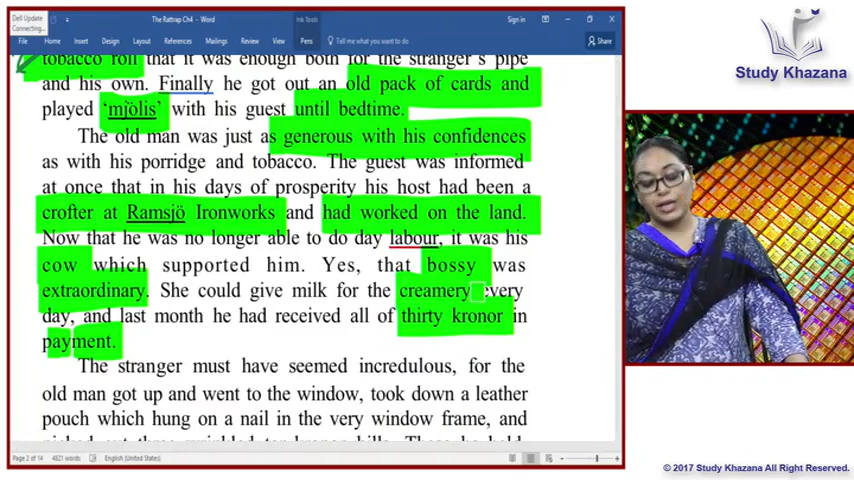 Dell Update
Connecting...
The Rattrap Ch4 - Word
Ink Tools
Sign in
File Home Insert Design Layout References Mailings Review View Help Pens Tell me what you want to do Share
tobacco roll that it was enough both for the stranger's pipe
and his own. Finally he got out an old pack of cards and
played ‘mjölis’ with his guest until bedtime.
The old man was just as generous with his confidences
as with his porridge and tobacco. The guest was informed
at once that in his days of prosperity his host had been a
crofter at Ramsjö Ironworks and had worked on the land.
Now that he was no longer able to do day labour, it was his
cow which supported him. Yes, that bossy was
extraordinary. She could give milk for the creamery every
day, and last month he had received all of thirty kronor in
payment.
The stranger must have seemed incredulous, for the
old man got up and went to the window, took down a leather
pouch which hung on a nail in the very window frame, and
Page 2 of 14 4821 words English (United States)
Study Khazana
© 2017 Study Khazana All Right Reserved.